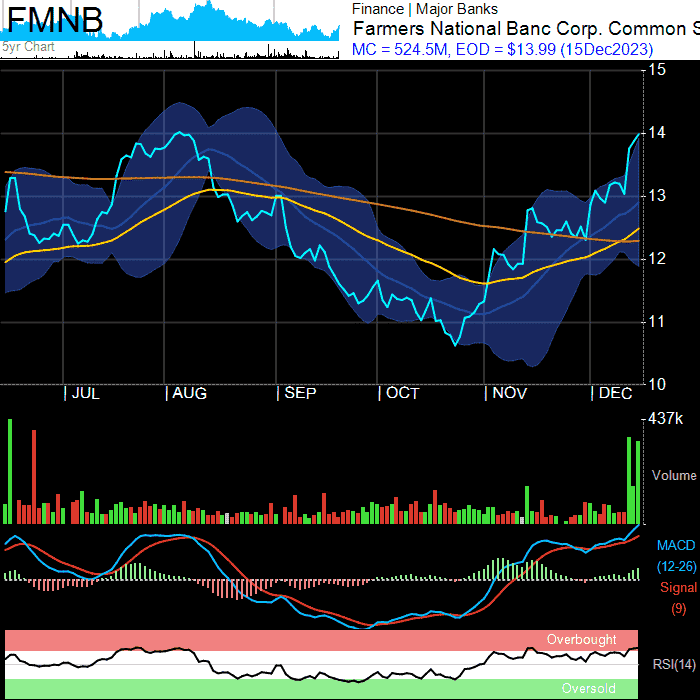 FMNB
5yr Chart
Finance | Major Banks
Farmers National Banc Corp. Common S
MC = 524.5M, EOD = $13.99 (15Dec2023)
15
14
13
12
11
10
| JUL | AUG | SEP | OCT | NOV | DEC
437k
Volume
MACD
(12-26)
Signal
(9)
Overbought
RSI(14)
Oversold